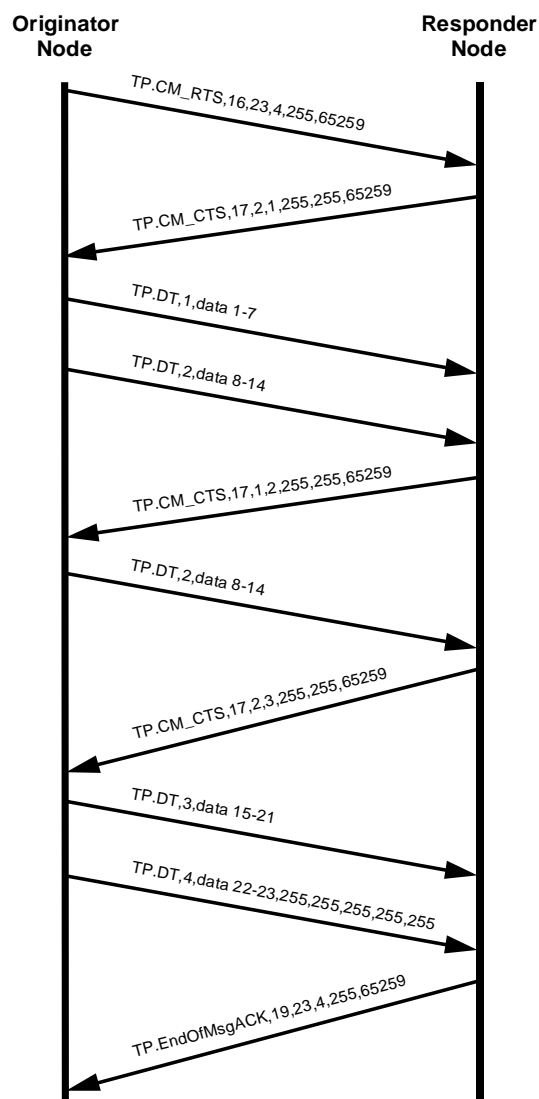 Originator
Node
Responder
Node
TP.CM_RTS,16,23,4,255,65259
TP.CM_CTS,17,2,1,255,255,65259
TP.DT,1,data 1-7
TP.DT,2,data 8-14
TP.CM_CTS,17,1,2,255,255,65259
TP.DT,2,data 8-14
TP.CM_CTS,17,2,3,255,255,65259
TP.DT,3,data 15-21
TP.DT,4,data 22-23,255,255,255,255,255
TP.EndOfMsgACK,19,23,4,255,65259